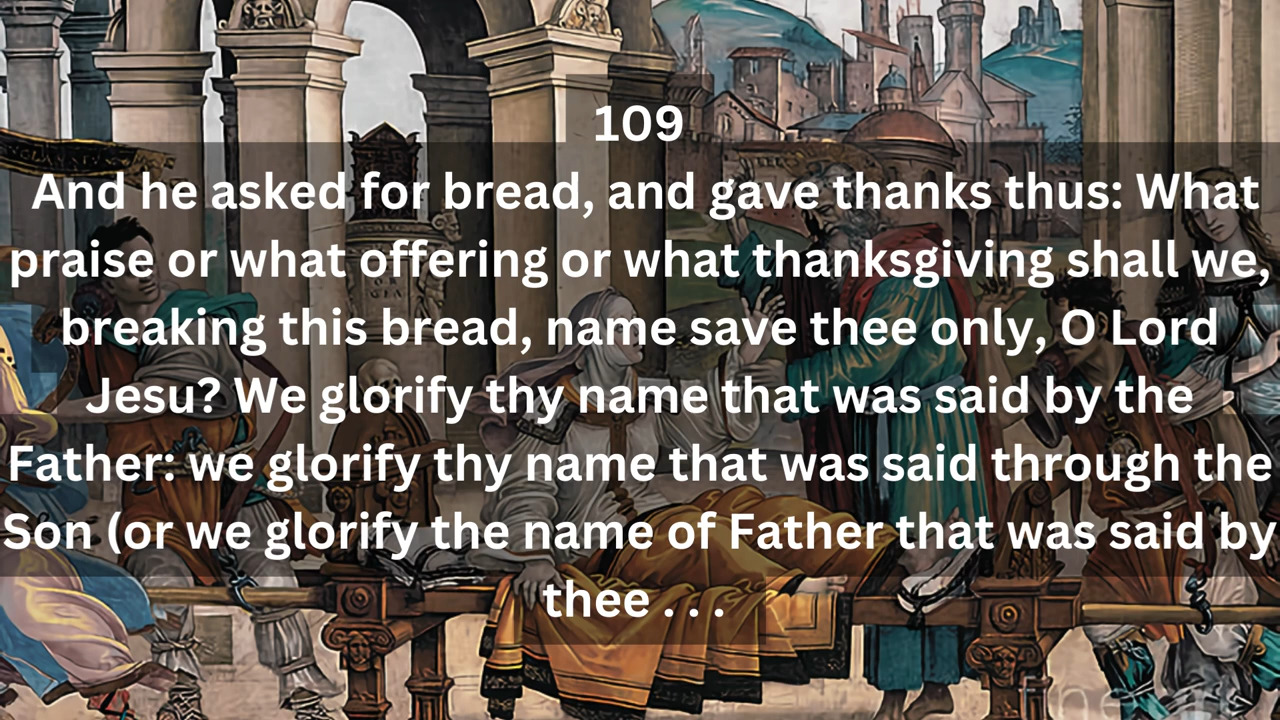 109
And he asked for bread, and gave thanks thus: What
praise or what offering or what thanksgiving shall we,
breaking this bread, name save thee only, O Lord
Jesu? We glorify thy name that was said by the
Father: we glorify thy name that was said through the
Son (or we glorify the name of Father that was said by
thee . . .